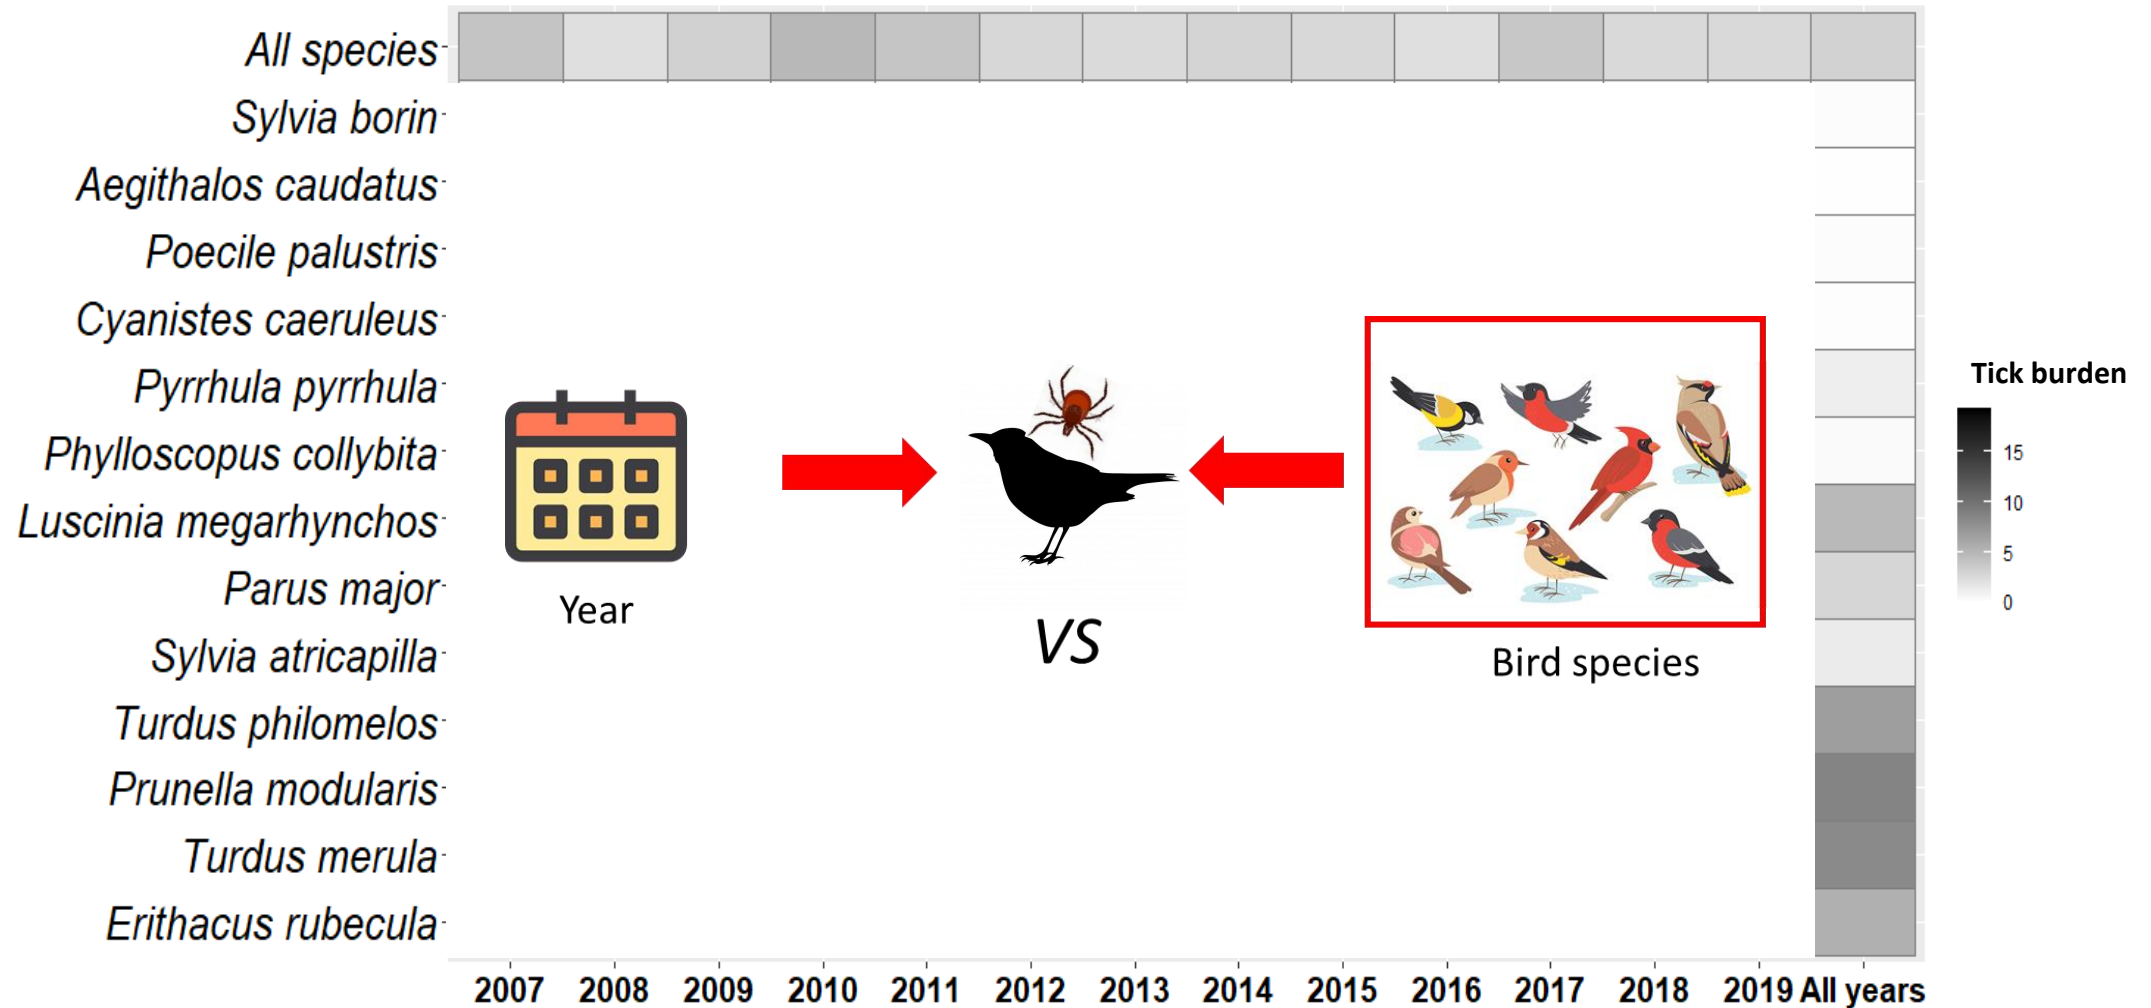 All species
Sylvia borin
Aegithalos caudatus
Poecile palustris
Cyanistes caeruleus
Pyrrhula pyrrhula
Phylloscopus collybita
Luscinia megarhynchos
Parus major
Sylvia atricapilla
Turdus philomelos
Prunella modularis
Turdus merula
Erithacus rubecula
Year
VS
Bird species
Tick burden
15
10
5
0
2007 2008 2009 2010 2011 2012 2013 2014 2015 2016 2017 2018 2019 All years